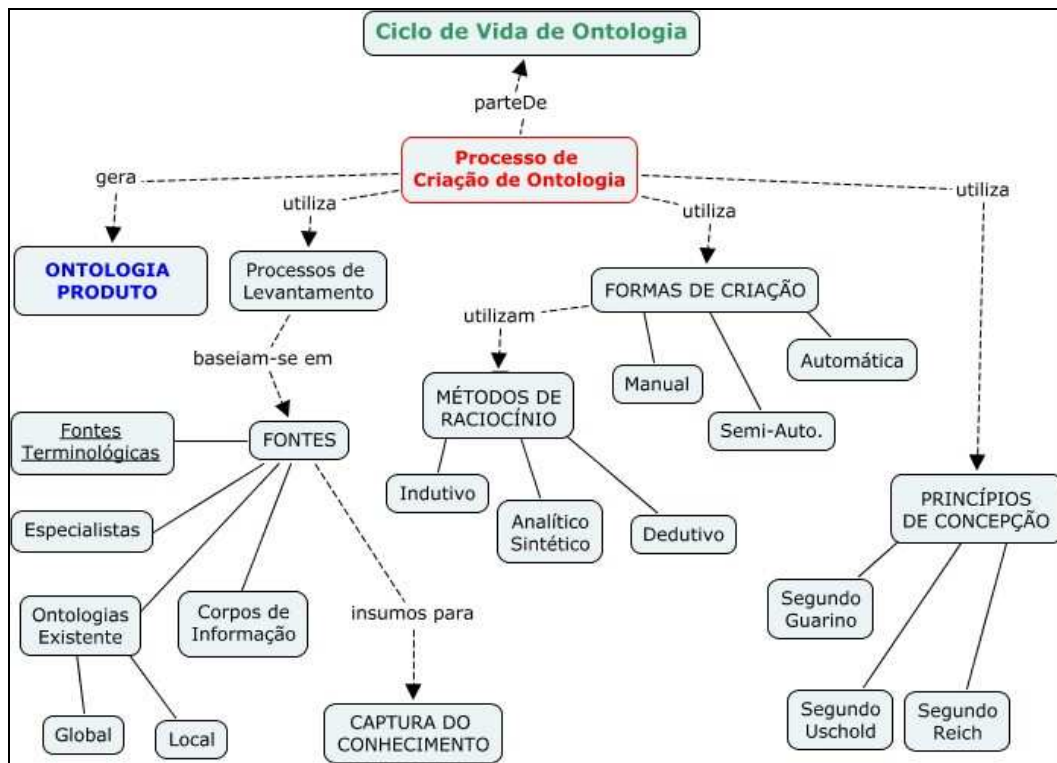 Ciclo de Vida de Ontologia
parteDe
Processo de
Criação de Ontologia
gera
utiliza
utiliza
utiliza
ONTOLOGIA
PRODUTO
Processos de
Levantamento
FORMAS DE CRIAÇÃO
utilizam
baseiam-se em
Manual
Semi-Auto.
Automática
MÉTODOS DE
RACIOCÍNIO
Fontes
Terminológicas
FONTES
Indutivo
Analítico
Sintético
Dedutivo
PRINCÍPIOS
DE CONCEPÇÃO
Especialistas
Ontologias
Existente
Corpos de
Informação
insumos para
Segundo
Guarino
Global
Local
CAPTURA DO
CONHECIMENTO
Segundo
Uschold
Segundo
Reich